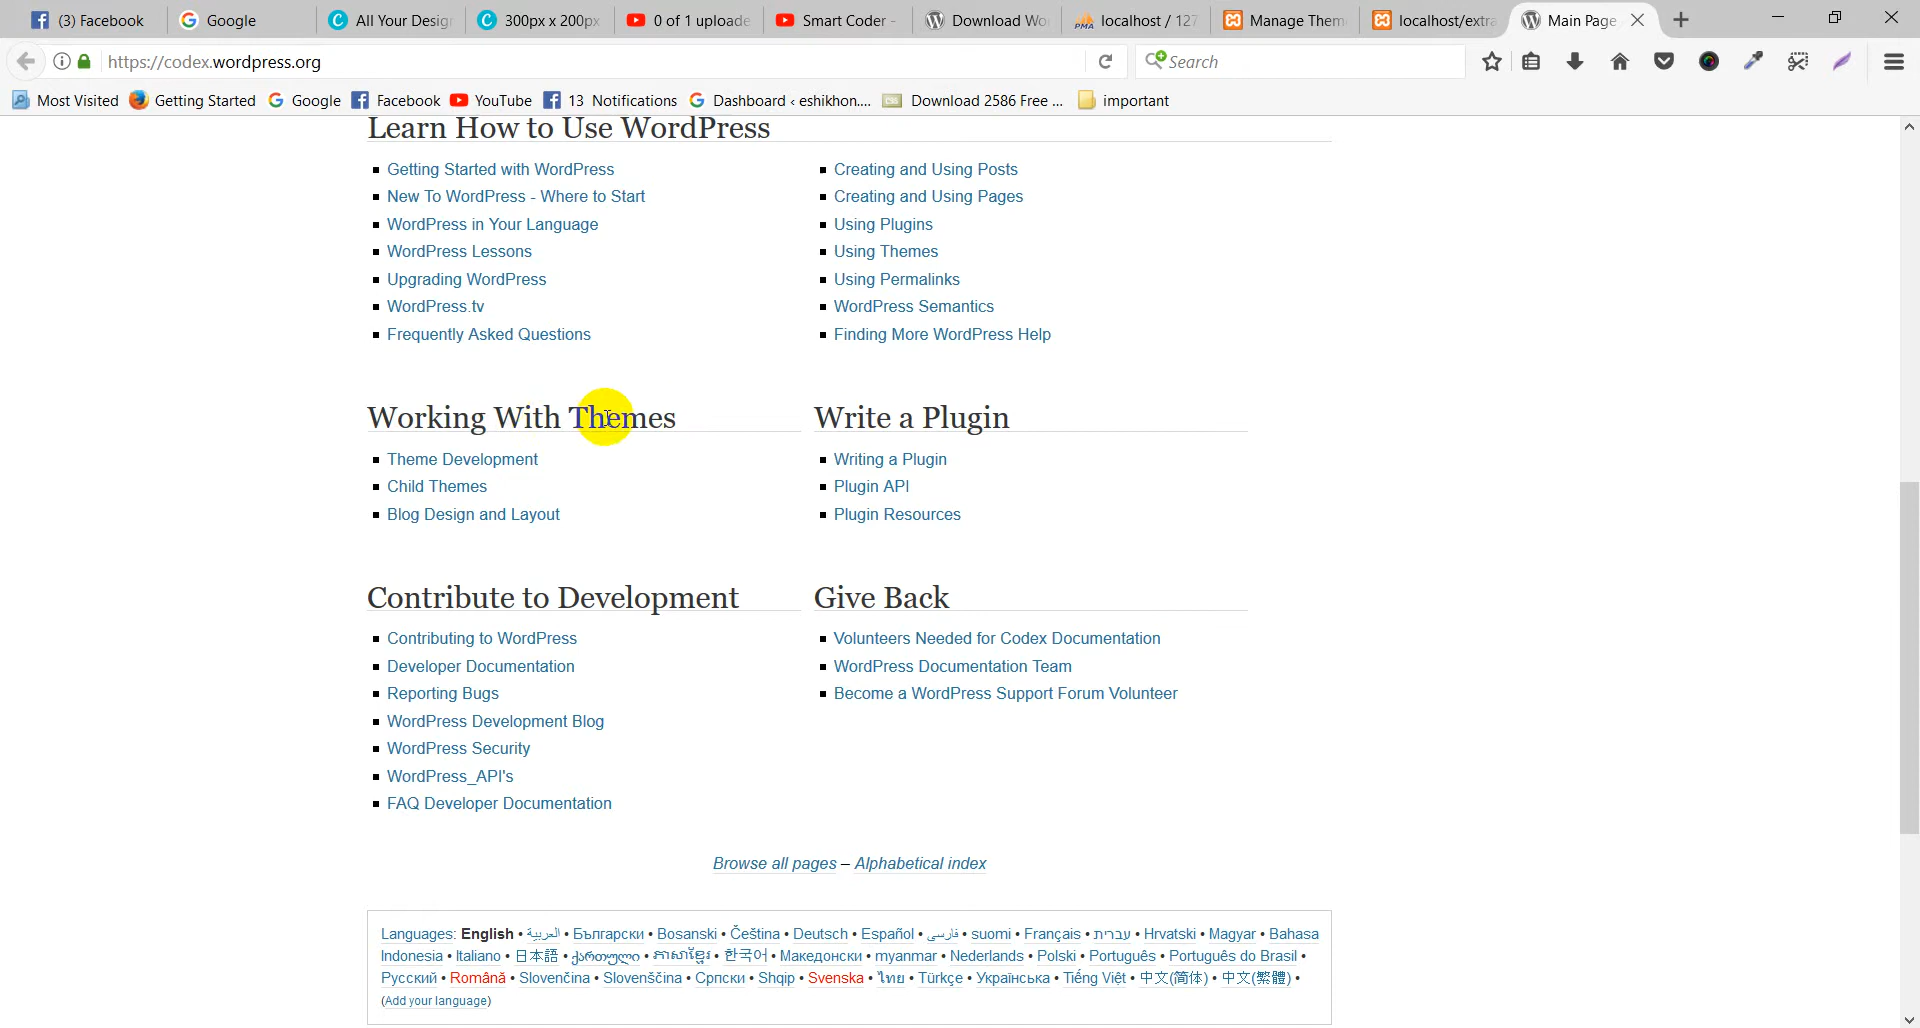 (3) Facebook Google All Your Desig 300px x 200p 0 of 1 uploade Smart Coder - Download Wo localhost / 127 Manage Them localhost/extra Main Page
https://codex.wordpress.org Search
Most Visited Getting Started Google Facebook YouTube 13 Notifications Dashboard ‹ eshikhon.... Download 2586 Free ... important
Learn How to Use WordPress
Getting Started with WordPress
New To WordPress - Where to Start
WordPress in Your Language
WordPress Lessons
Upgrading WordPress
WordPress.tv
Frequently Asked Questions
Creating and Using Posts
Creating and Using Pages
Using Plugins
Using Themes
Using Permalinks
WordPress Semantics
Finding More WordPress Help
Working With Themes
Theme Development
Child Themes
Blog Design and Layout
Write a Plugin
Writing a Plugin
Plugin API
Plugin Resources
Contribute to Development
Contributing to WordPress
Developer Documentation
Reporting Bugs
WordPress Development Blog
WordPress Security
WordPress_API's
FAQ Developer Documentation
Give Back
Volunteers Needed for Codex Documentation
WordPress Documentation Team
Become a WordPress Support Forum Volunteer
Browse all pages – Alphabetical index
Languages: English • العربية • Български • Bosanski • Čeština • Deutsch • Español • فارسی • suomi • Français • עברית • Hrvatski • Magyar • Bahasa
Indonesia • Italiano • 日本語 • ქართული • ភាសាខ្មែរ • 한국어 • Македонски • myanmar • Nederlands • Polski • Português • Português do Brasil •
Русский • Română • Slovenčina • Slovenščina • Српски • Shqip • Svenska • ไทย • Türkçe • Українська • Tiếng Việt • 中文(简体) • 中文(繁體) •
(Add your language)